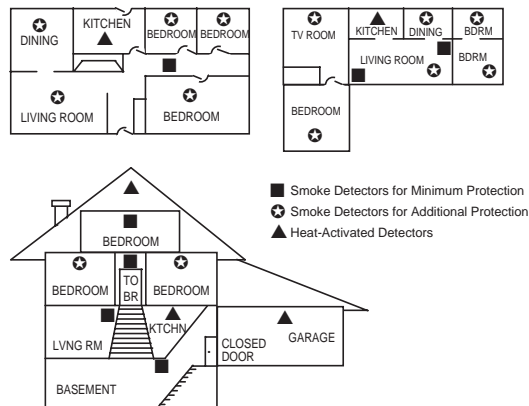 DINING
KITCHEN
BEDROOM
BEDROOM
LIVING ROOM
BEDROOM
TV ROOM
KITCHEN
DINING
BDRM
LIVING ROOM
BDRM
BEDROOM
Smoke Detectors for Minimum Protection
Smoke Detectors for Additional Protection
Heat-Activated Detectors
BEDROOM
BEDROOM
TO
BR
BEDROOM
LVNG RM
KTCHN
CLOSED
DOOR
GARAGE
BASEMENT